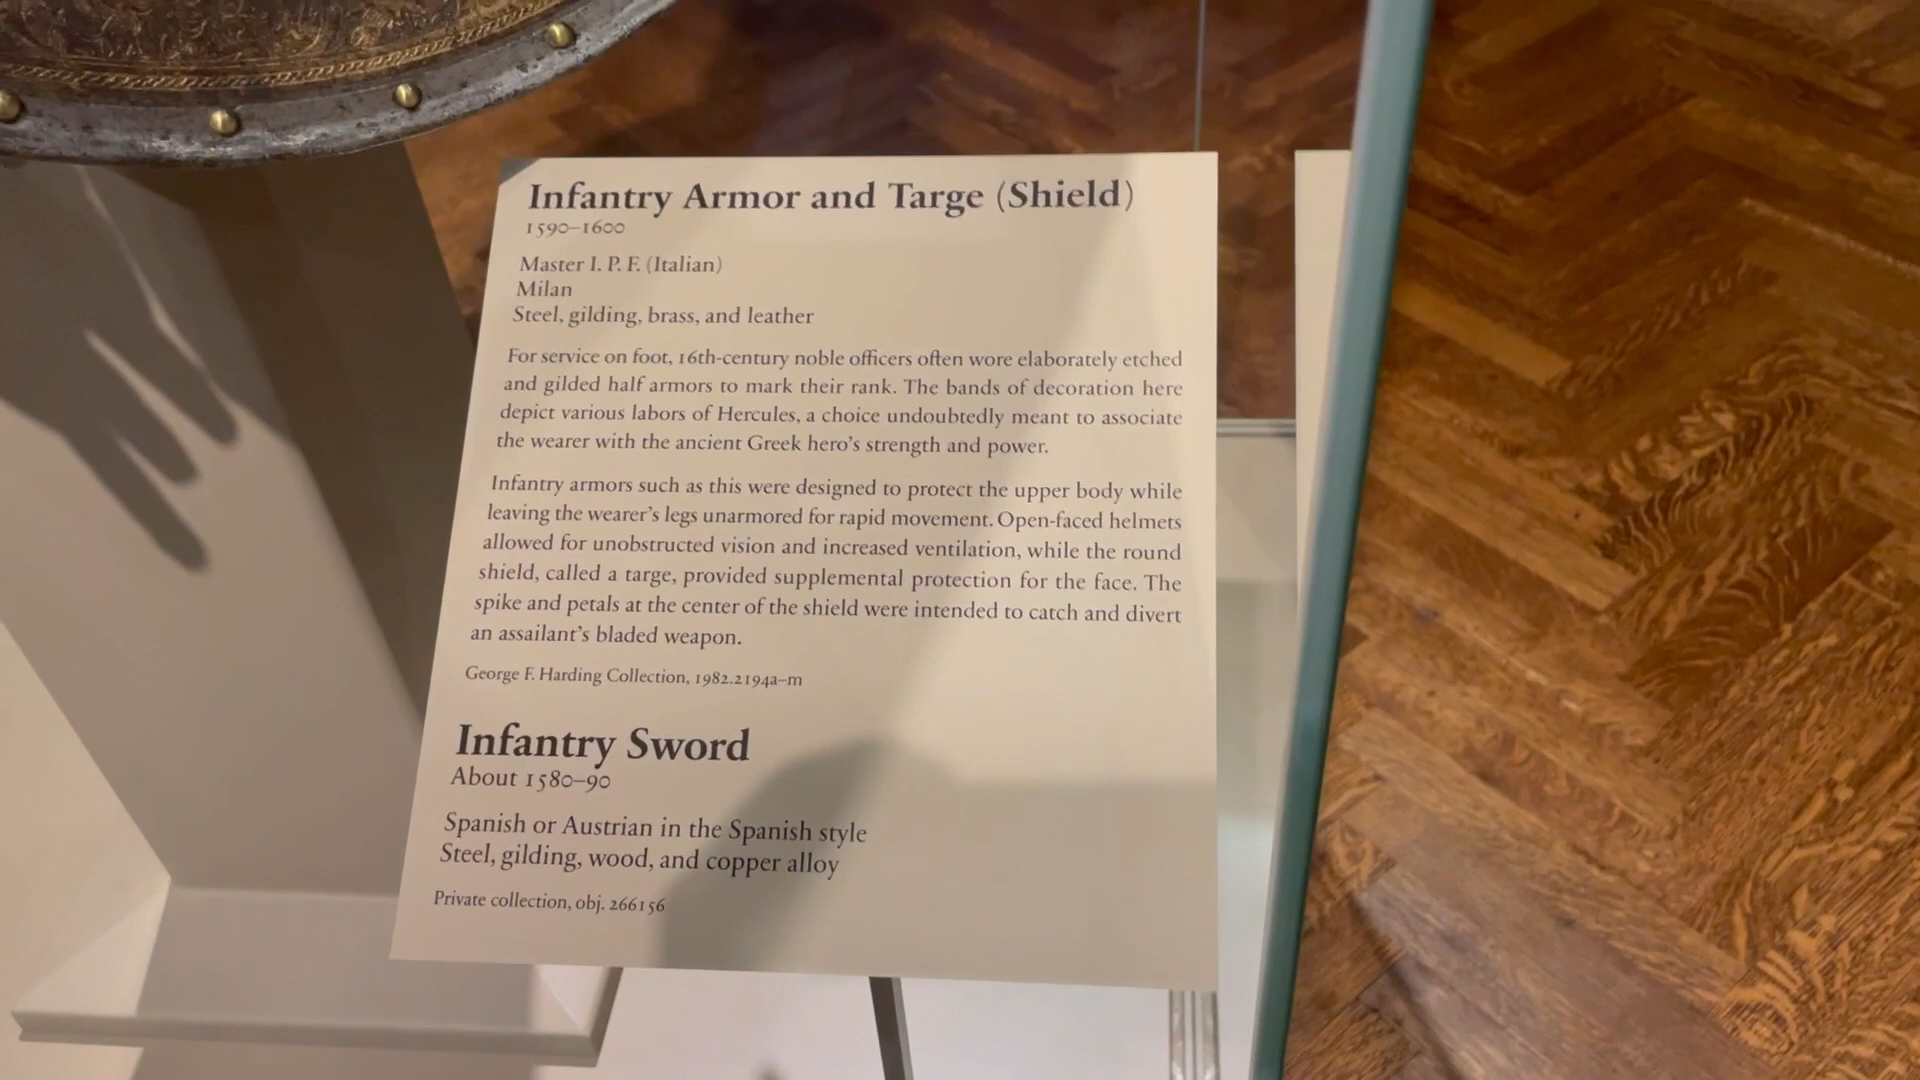 Infantry Armor and Targe (Shield)
1590–1600
Master I. P. F. (Italian)
Milan
Steel, gilding, brass, and leather
For service on foot, 16th-century noble officers often wore elaborately etched
and gilded half armors to mark their rank. The bands of decoration here
depict various labors of Hercules, a choice undoubtedly meant to associate
the wearer with the ancient Greek hero’s strength and power.
Infantry armors such as this were designed to protect the upper body while
leaving the wearer’s legs unarmored for rapid movement. Open-faced helmets
allowed for unobstructed vision and increased ventilation, while the round
shield, called a targe, provided supplemental protection for the face. The
spike and petals at the center of the shield were intended to catch and divert
an assailant’s bladed weapon.
George F. Harding Collection, 1982.2194a–m
Infantry Sword
About 1580–90
Spanish or Austrian in the Spanish style
Steel, gilding, wood, and copper alloy
Private collection, obj. 266156